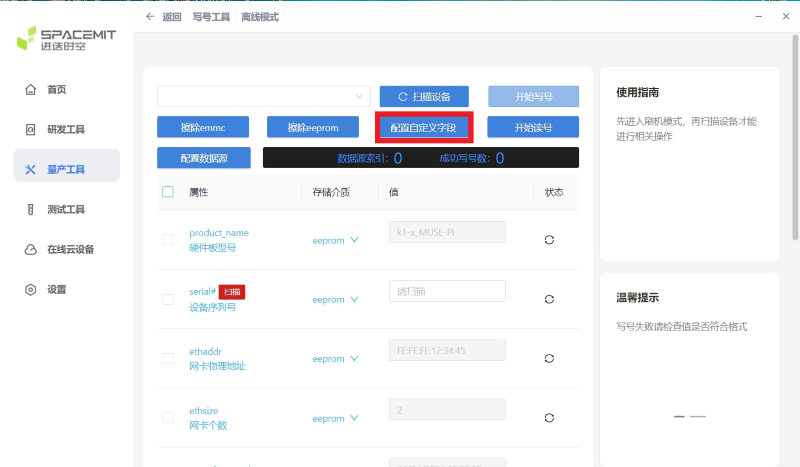 返回 写号工具 离线模式
SPACEMIT
进迭时空
首页
研发工具
量产工具
测试工具
在线云设备
设置
扫描设备 开始写号
擦除emmc 擦除eeprom 配置自定义字段 开始读号
配置数据源 数据源索引: 0 成功写号数: 0
属性 存储介质 值 状态
product_name
硬件板型号
eeprom
k1-x_MUSE-Pi
serial# 扫描
设备序列号
eeprom
请扫描
ethaddr
网卡物理地址
eeprom
FE:FE:FE:12:34:45
ethsize
网卡个数
eeprom
2
使用指南
先进入刷机模式，再扫描设备才能
进行相关操作
温馨提示
写号失败请检查值是否符合格式